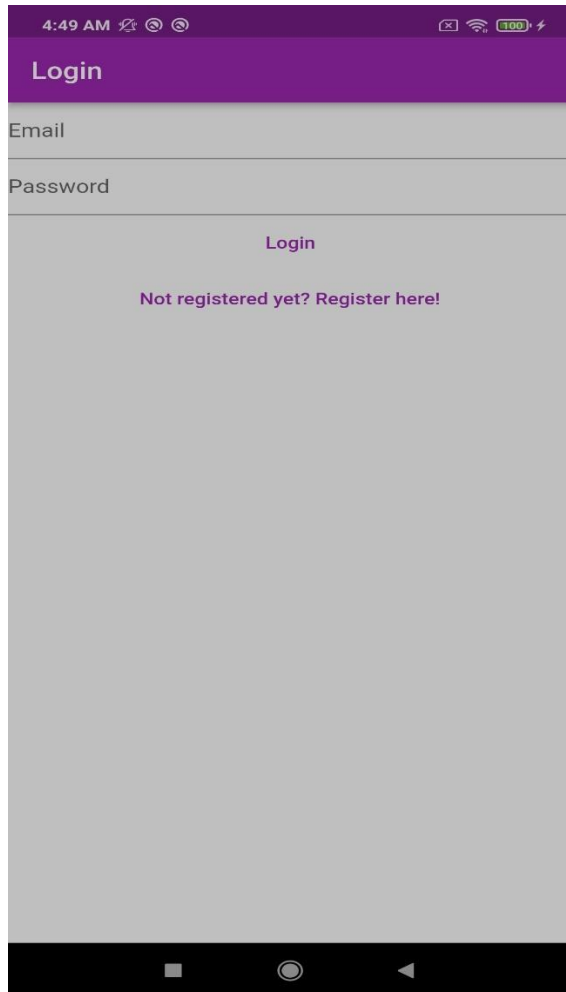 4:49 AM 100
Login
Email
Password
Login
Not registered yet? Register here!